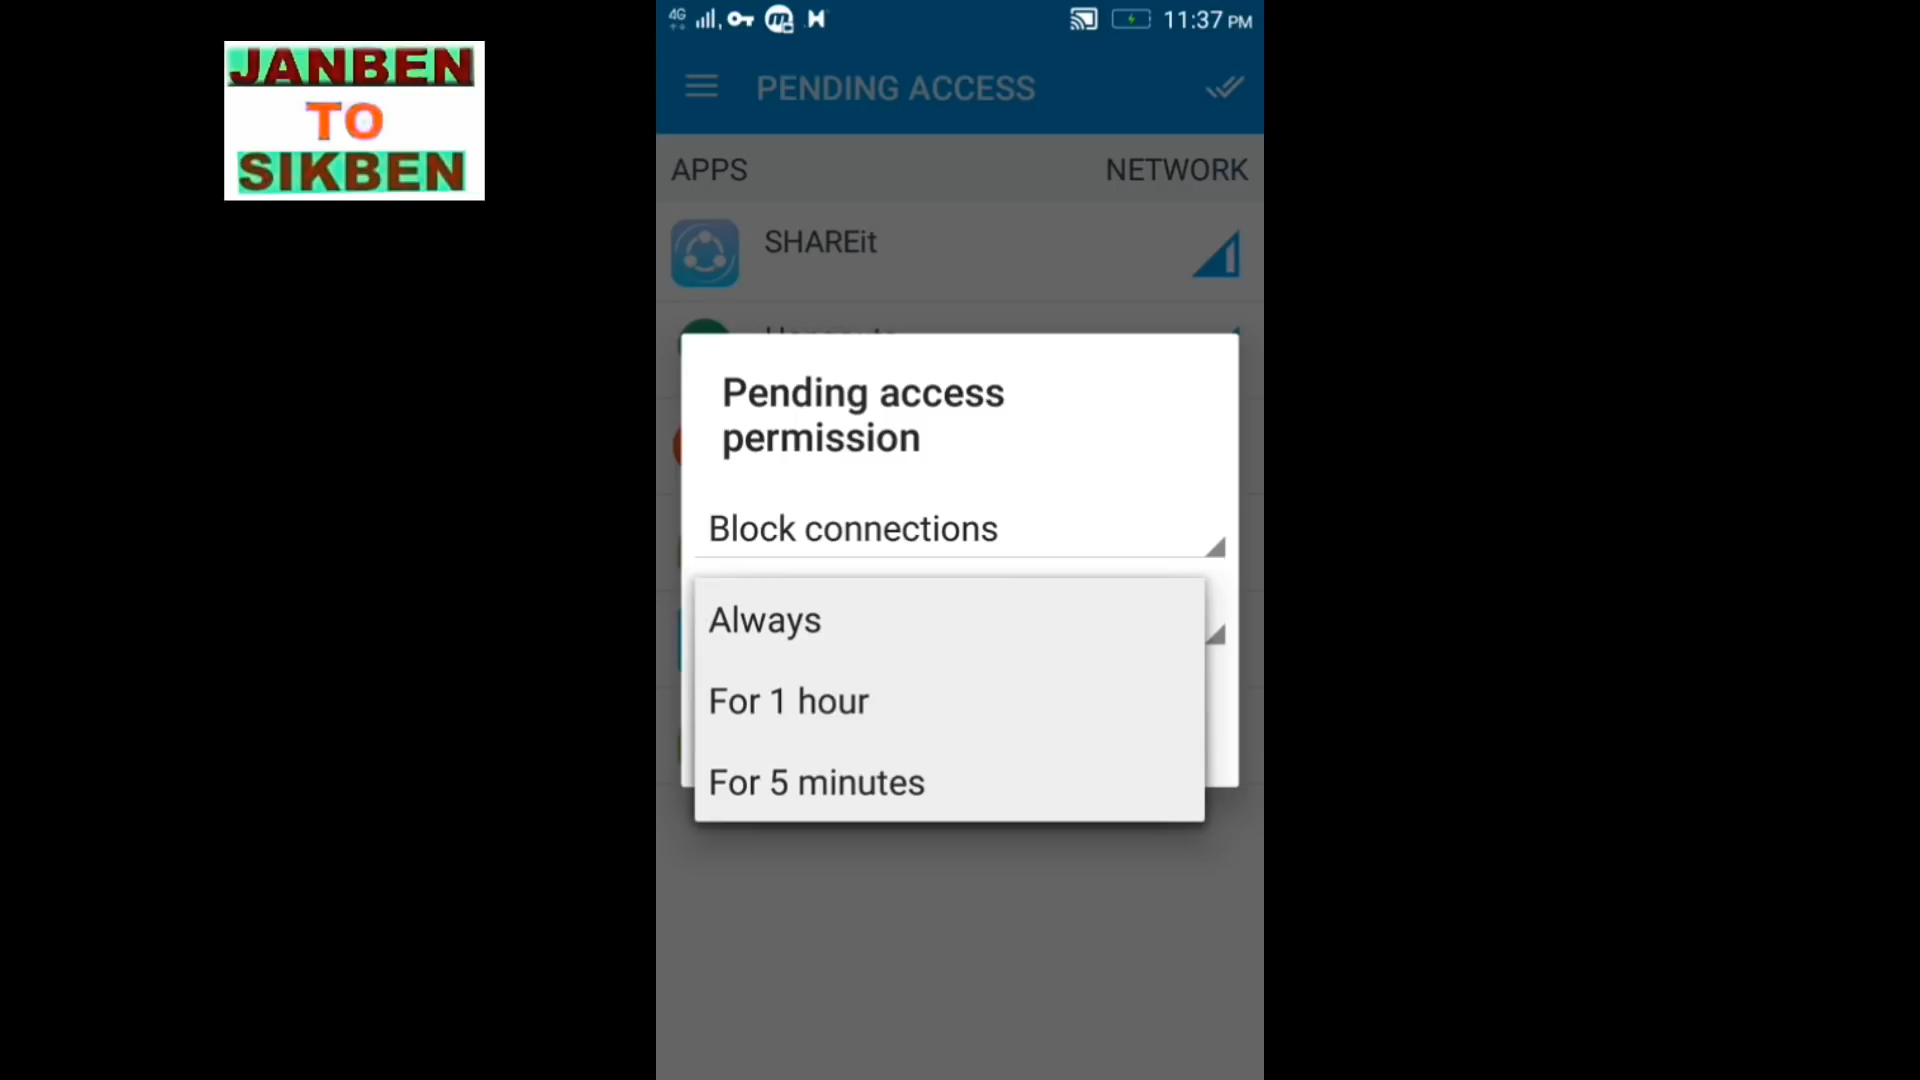 JANBEN
TO
SIKBEN
4G
11:37 PM
PENDING ACCESS
APPS
NETWORK
SHAREit
Pending access
permission
Block connections
Always
For 1 hour
For 5 minutes